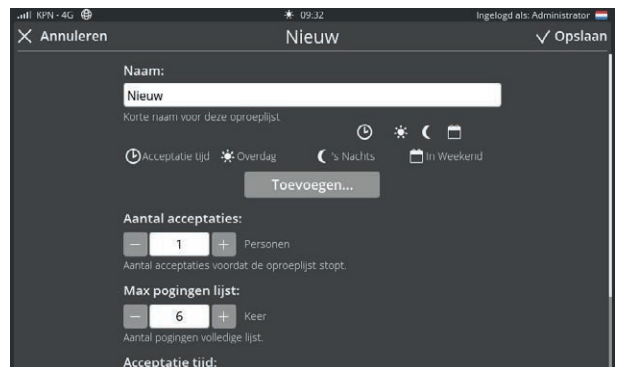 KPN - 4G 09:32 Ingelogd als: Administrator
Annuleren Nieuw Opslaan
Naam:
Nieuw
Korte naam voor deze oproeplijst
Acceptatie tijd Overdag 's Nachts In Weekend
Toevoegen...
Aantal acceptaties:
− 1 + Personen
Aantal acceptaties voordat de oproeplijst stopt.
Max pogingen lijst:
− 6 + Keer
Aantal pogingen volledige lijst.
Acceptatie tijd: